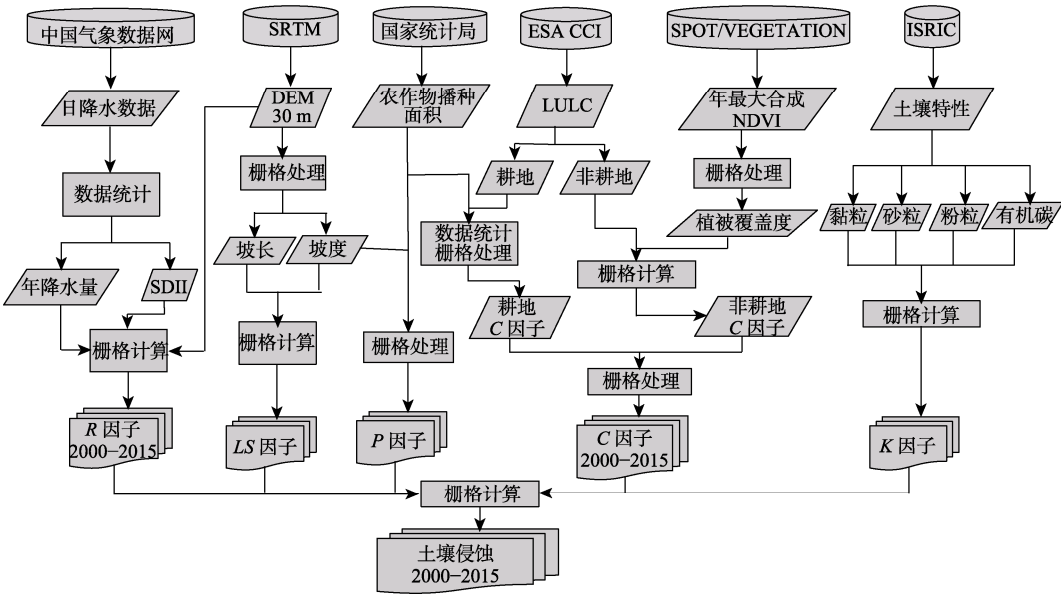 中国气象数据网
SRTM
国家统计局
ESA CCI
SPOT/VEGETATION
ISRIC
日降水数据
DEM
30 m
农作物播种
面积
LULC
年最大合成
NDVI
土壤特性
数据统计
栅格处理
耕地
非耕地
栅格处理
坡长
坡度
数据统计
栅格处理
植被覆盖度
黏粒
砂粒
粉粒
有机碳
年降水量
SDII
栅格计算
耕地
C 因子
非耕地
C 因子
栅格计算
栅格计算
栅格计算
栅格处理
栅格处理
R 因子
2000−2015
LS 因子
P 因子
C 因子
2000−2015
K 因子
栅格计算
土壤侵蚀
2000−2015